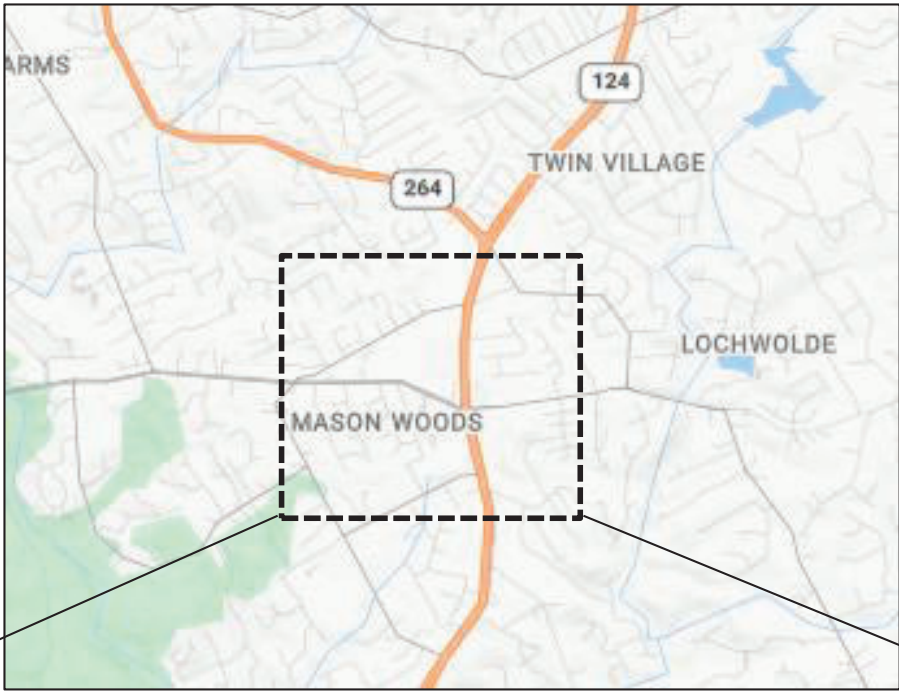 ARMS
124
TWIN VILLAGE
264
LOCHWOLDE
MASON WOODS